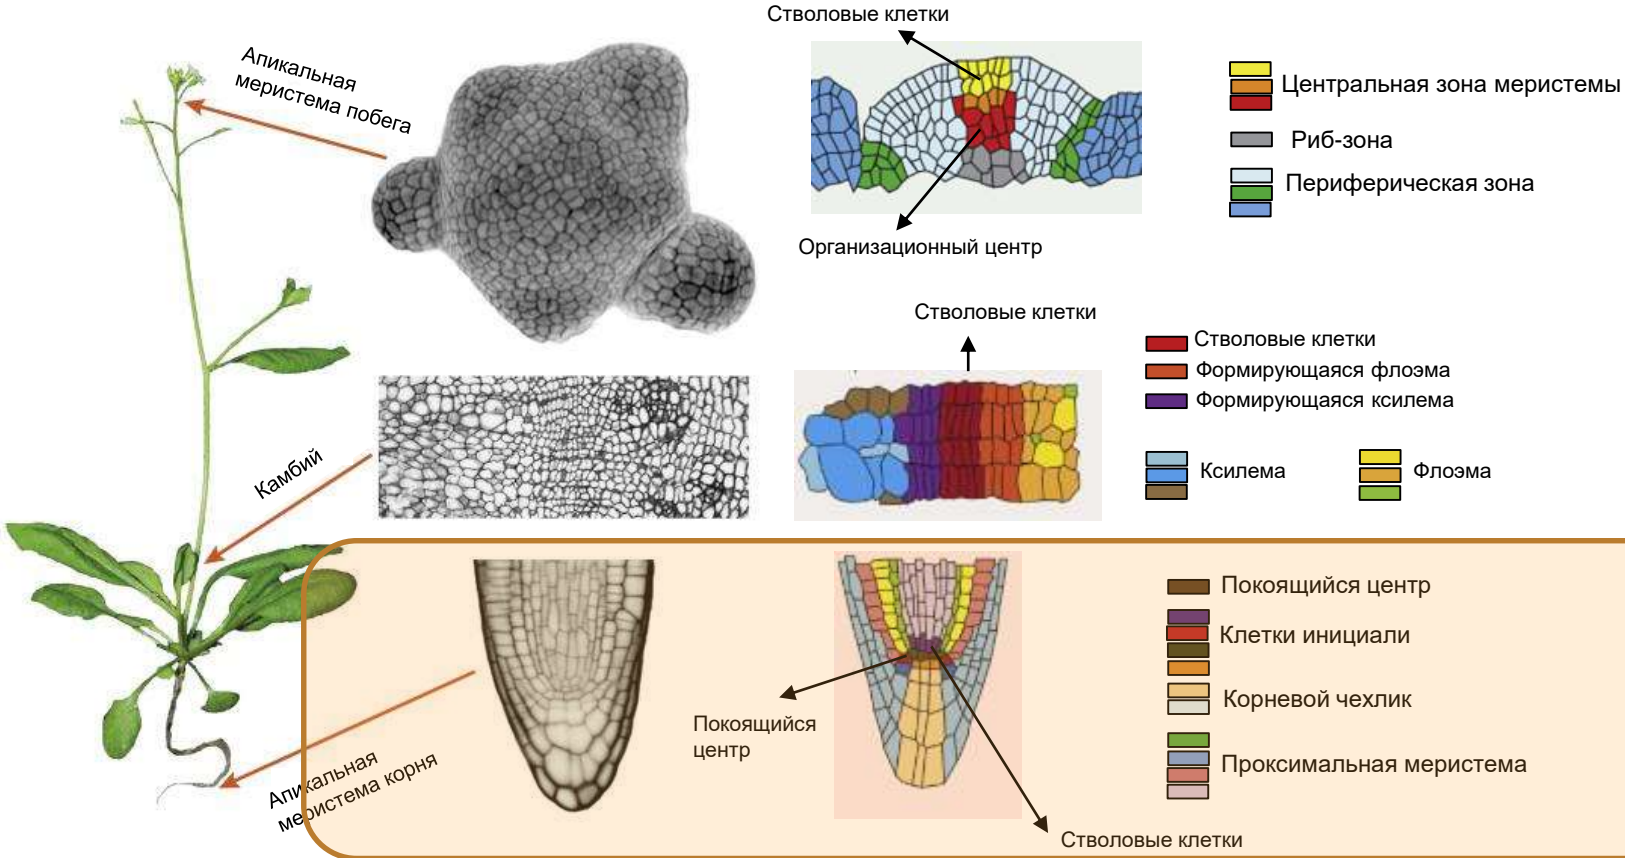 Стволовые клетки
Апикальная
меристема побега
Центральная зона меристемы
Риб-зона
Периферическая зона
Организационный центр
Стволовые клетки
Стволовые клетки
Формирующаяся флоэма
Формирующаяся ксилема
Камбий
Ксилема
Флоэма
Покоящийся центр
Клетки инициали
Корневой чехлик
Покоящийся
центр
Проксимальная меристема
Апикальная
меристема корня
Стволовые клетки